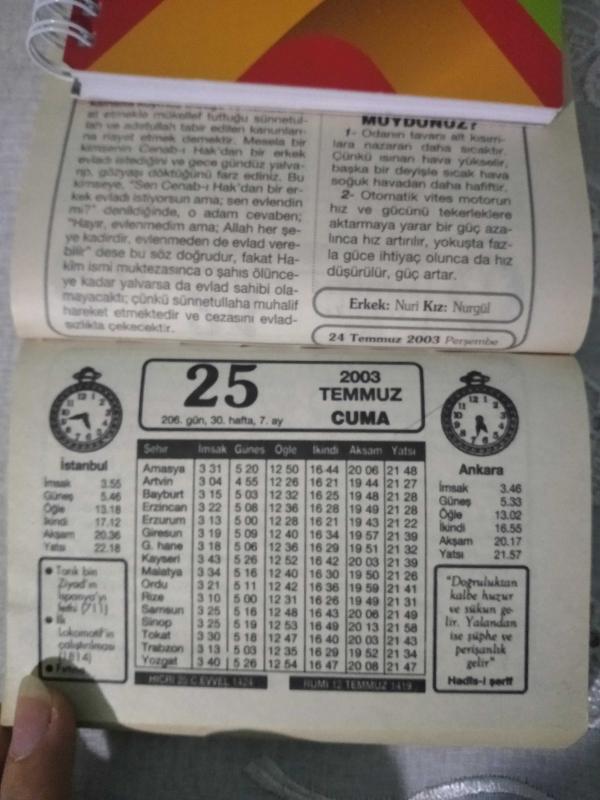 at etmekle mükellef tuttuğu sünnetul-
lah ve adatullah tabir edilen kanunları-
na riayet etmek demektir. Mesela bir
kimsenin Cenab-ı Hak'dan bir erkek
evladı istediğini ve gece gündüz yalva-
rıp, gözyaşı döktüğünü farz ediniz. Bu
kimseye, "Sen Cenab-ı Hak'dan bir er-
kek evladı istiyorsun ama; sen evlendin
mi?" denildiğinde, o adam cevaben;
"Hayır, evlenmedim ama; Allah her şe-
ye kadirdir, evlenmeden de evlad vere-
bilir" dese bu söz doğrudur, fakat Ha-
kîm ismi muktezasınca o şahıs ölünce-
ye kadar yalvarsa da evlad sahibi ola-
mayacaktı; çünkü sünnetullaha muhalif
hareket etmektedir ve cezasını evlad-
sızlıkla çekecektir.
MUYDUNUZ?
1- Odanın tavanı alt kısım-
lara nazaran daha sıcaktır.
Çünkü ısınan hava yükselir,
başka bir deyişle sıcak hava
soğuk havadan daha hafiftir.
2- Otomatik vites motorun
hız ve gücünü tekerleklere
aktarmaya yarar bir güç aza-
lınca hız artırılır, yokuşta faz-
la güce ihtiyaç olunca da hız
düşürülür, güç artar.
Erkek: Nuri Kız: Nurgül
24 Temmuz 2003 Perşembe
25
2003
TEMMUZ
CUMA
206. gün, 30. hafta, 7. ay
İstanbul
İmsak 3.55
Güneş 5.46
Öğle 13.18
İkindi 17.12
Akşam 20.36
Yatsı 22.18
Şehir İmsak Güneş Öğle İkindi Akşam Yatsı
Amasya 3 31 5 20 12 50 16 44 20 06 21 48
Artvin 3 04 4 55 12 26 16 21 19 44 21 27
Bayburt 3 15 5 03 12 32 16 25 19 48 21 28
Erzincan 3 22 5 08 12 36 16 28 19 49 21 28
Erzurum 3 13 5 00 12 28 16 21 19 43 21 22
Giresun 3 19 5 09 12 40 16 34 19 57 21 39
G. hane 3 18 5 06 12 36 16 29 19 51 21 32
Kayseri 3 43 5 26 12 52 16 42 20 03 21 39
Malatya 3 34 5 16 12 40 16 30 19 50 21 26
Ordu 3 21 5 11 12 42 16 36 19 59 21 41
Rize 3 10 5 00 12 31 16 26 19 49 21 31
Samsun 3 25 5 16 12 48 16 43 20 06 21 49
Sinop 3 25 5 19 12 53 16 49 20 13 21 58
Tokat 3 30 5 18 12 47 16 40 20 03 21 43
Trabzon 3 13 5 03 12 35 16 29 19 52 21 34
Yozgat 3 40 5 26 12 54 16 47 20 08 21 47
Ankara
İmsak 3.46
Güneş 5.33
Öğle 13.02
İkindi 16.55
Akşam 20.17
Yatsı 21.57
Tarık bin
Ziyad'ın
İspanya'yı
fethi (711)
İlk
Lokomotif'in
çalıştırılması
(1814)
"Doğruluktan
kalbe huzur
ve sükun ge-
lir. Yalandan
ise şüphe ve
perişanlık
gelir"
Hadîs-i şerif
HİCRİ 25 C.EVVEL 1424
RUMİ 12 TEMMUZ 1419